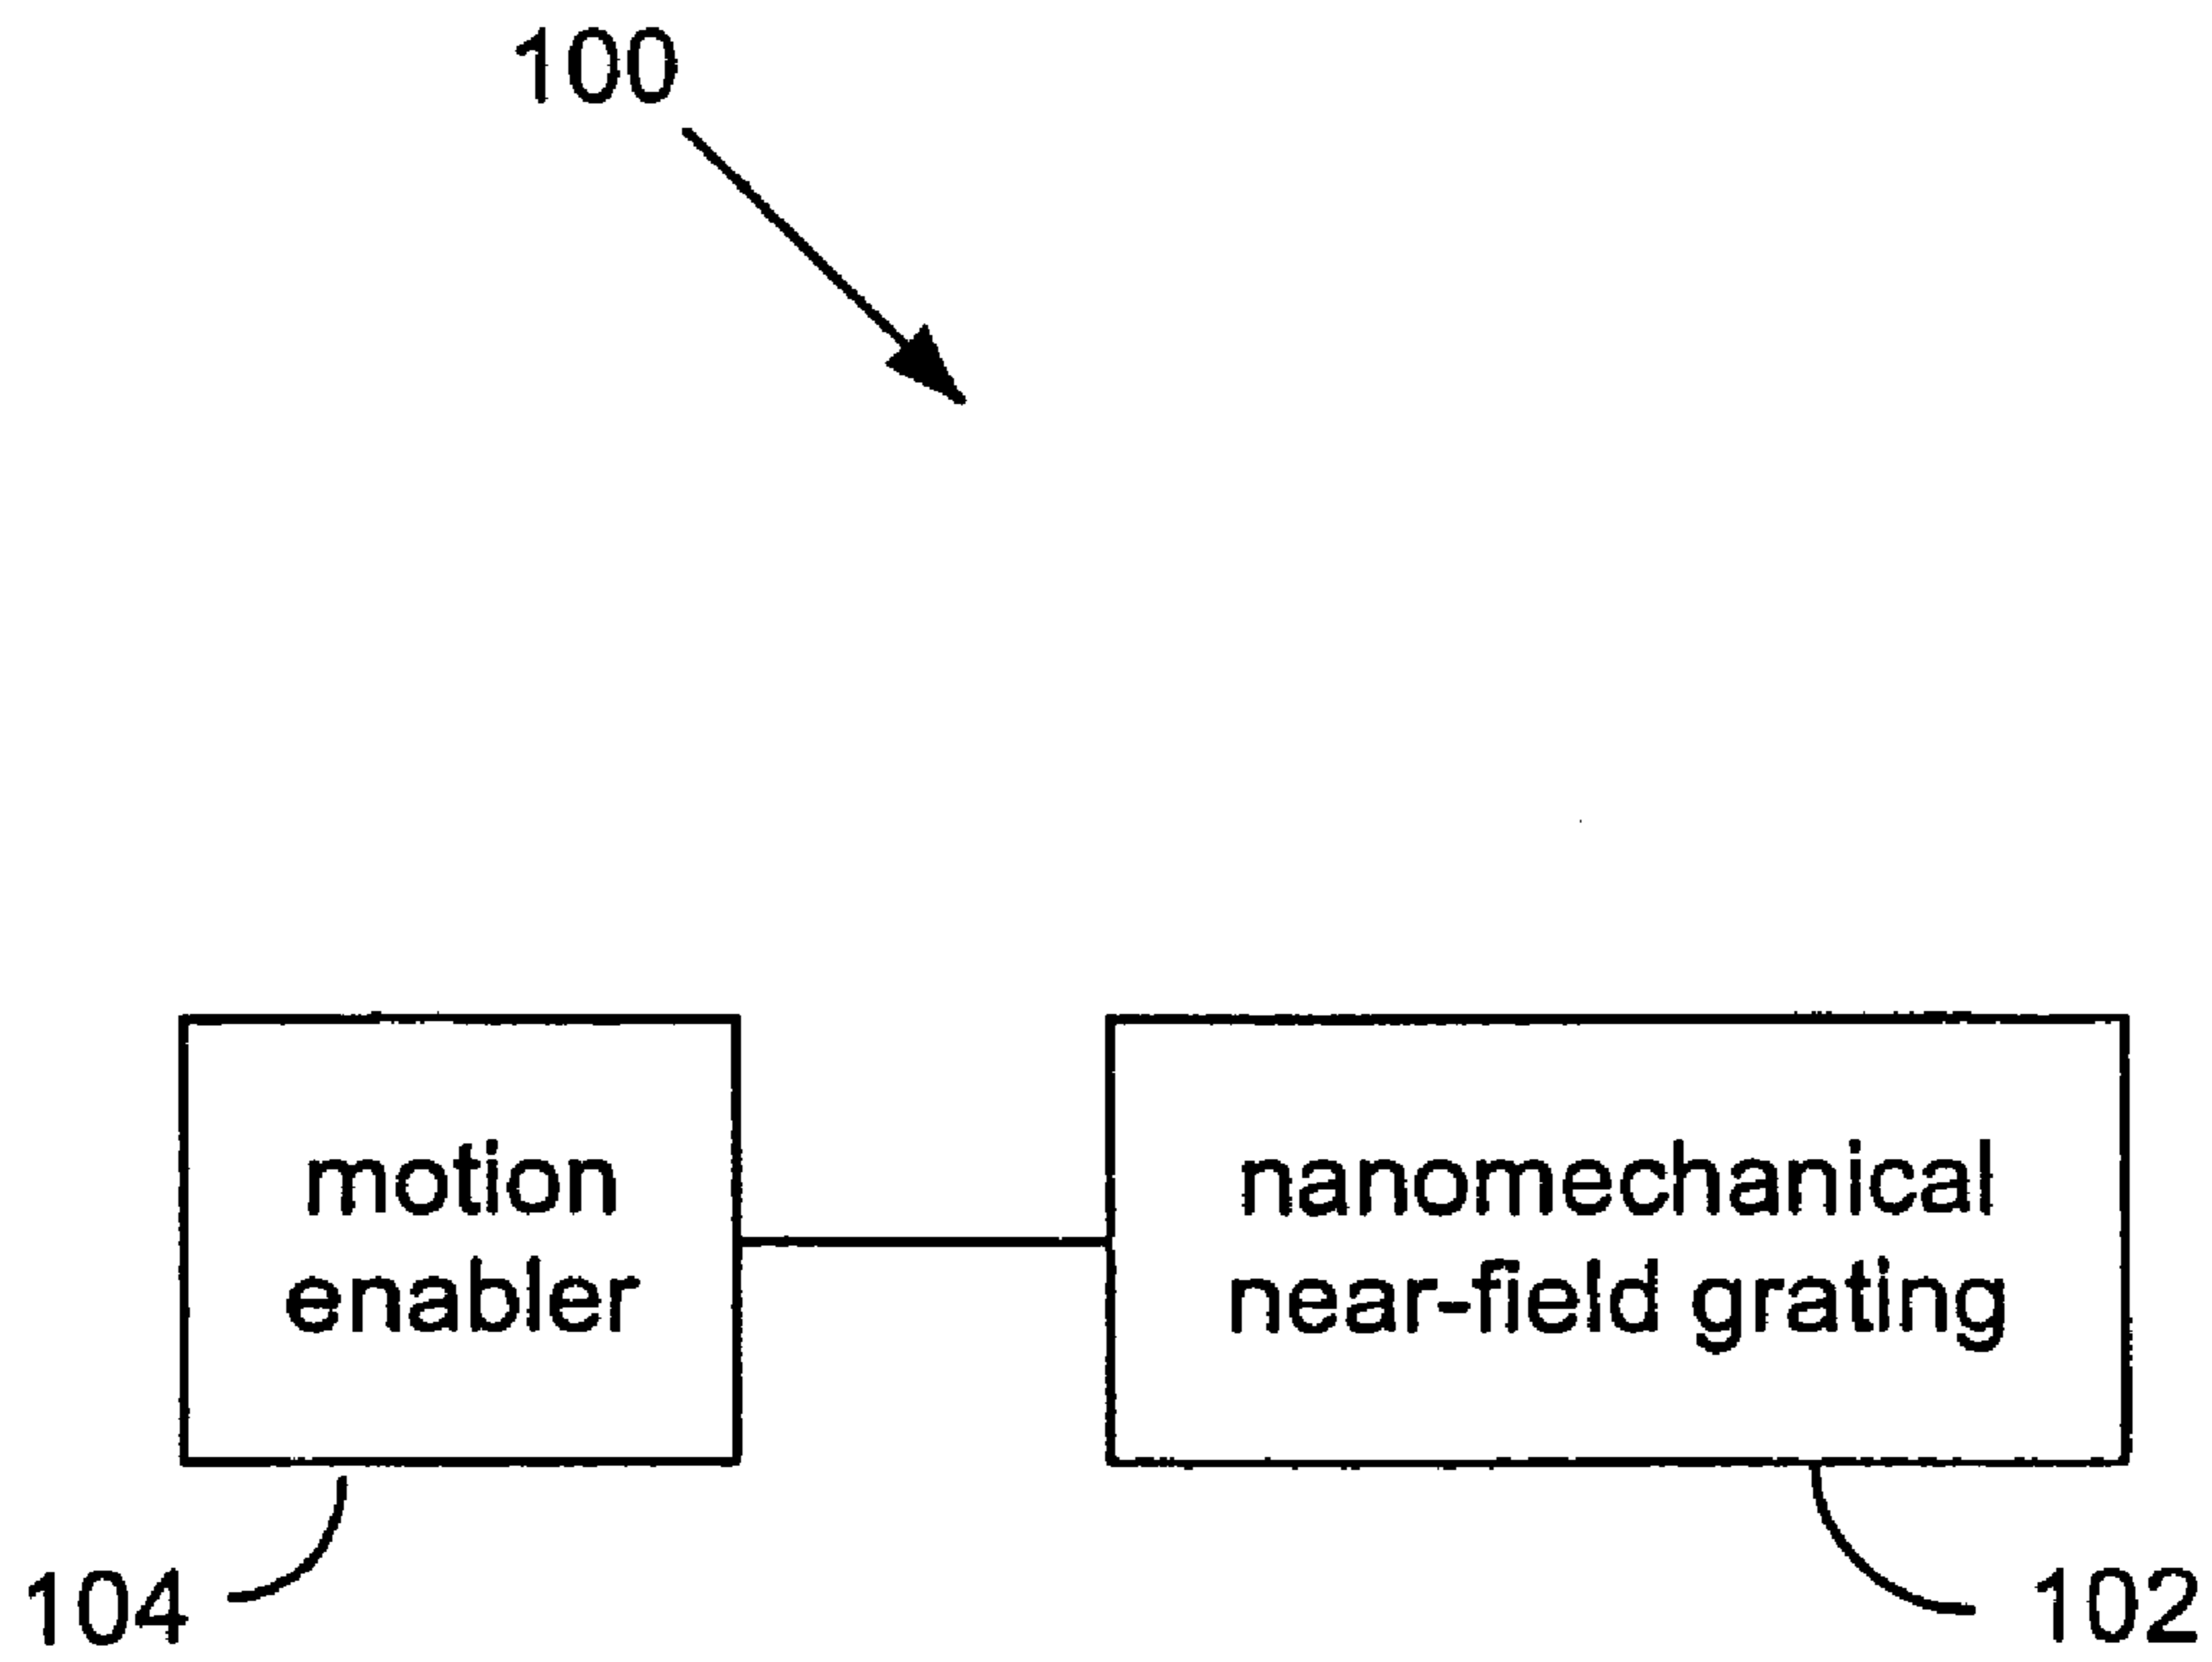 100
motion
enabler
nanomechanical
near-field grating
104
102